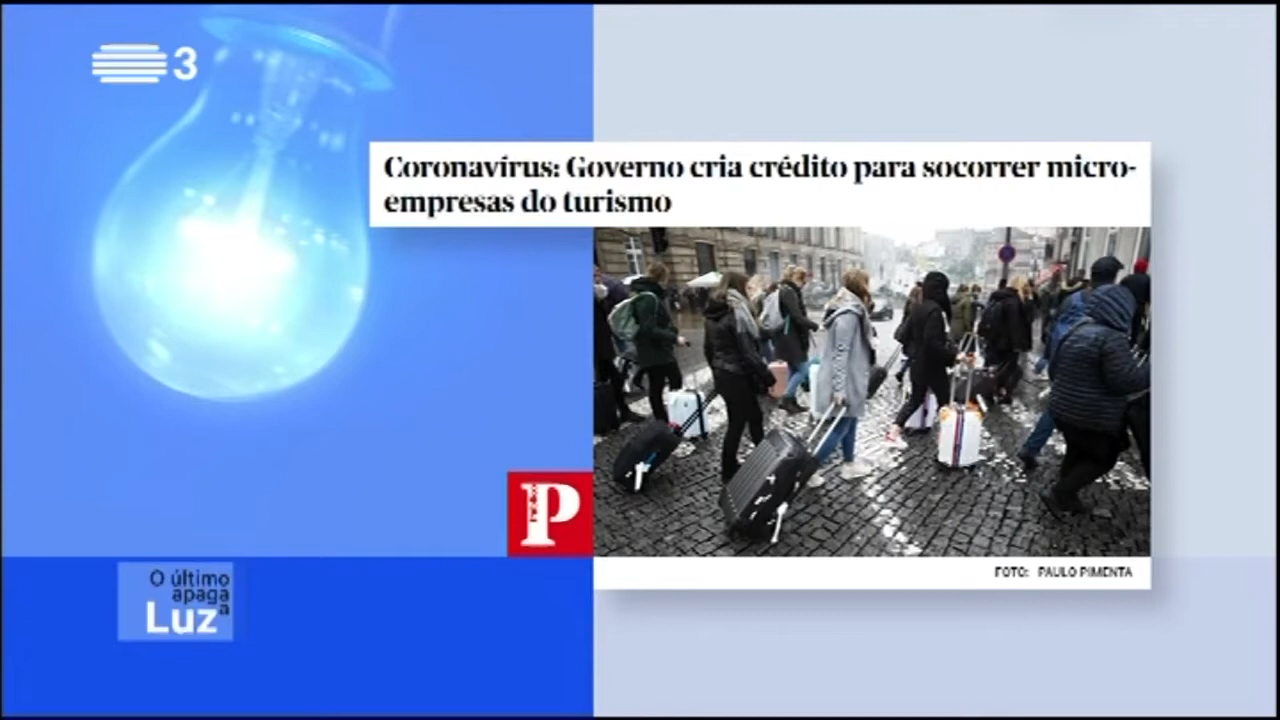 3
Coronavírus: Governo cria crédito para socorrer micro-
empresas do turismo
P
FOTO: PAULO PIMENTA
O último
apaga
a
Luz